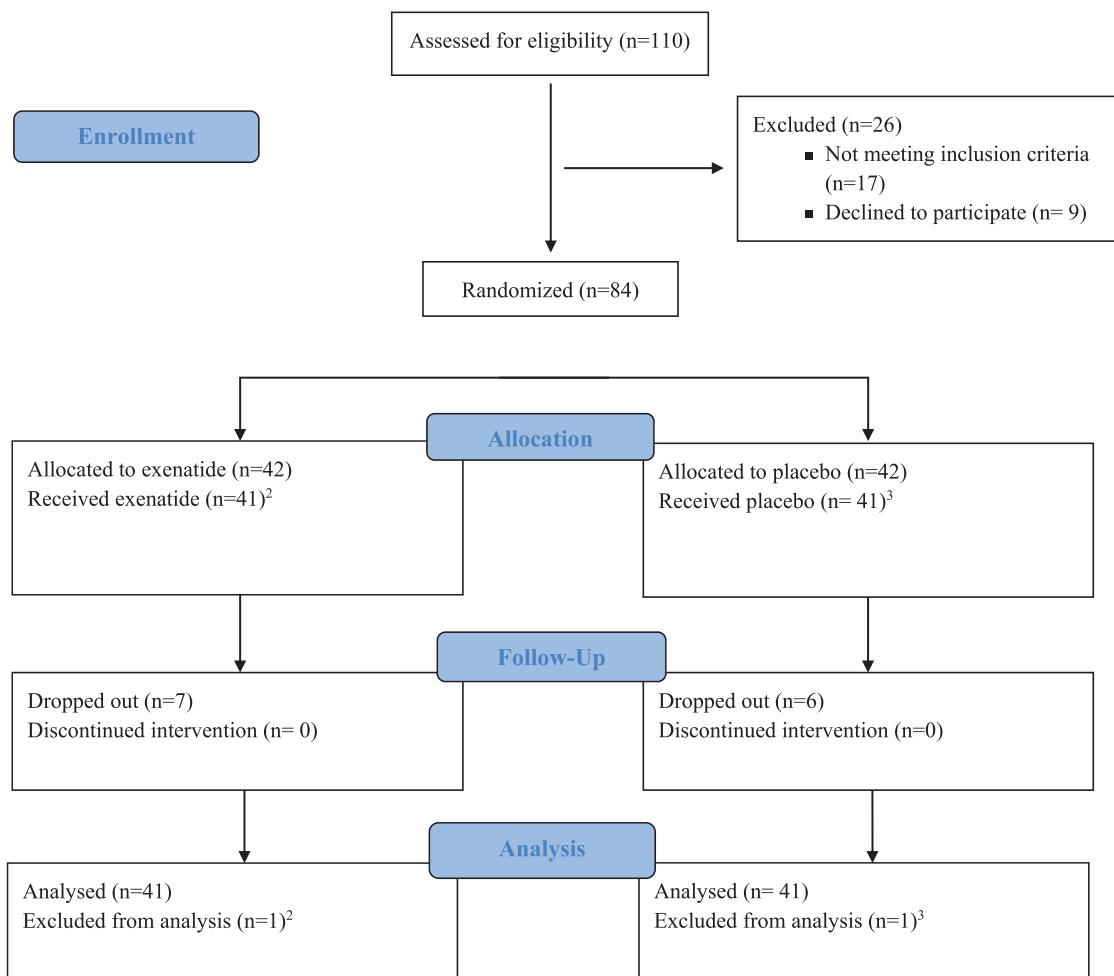 Assessed for eligibility (n=110)
Enrollment
Excluded (n=26)
▪ Not meeting inclusion criteria
(n=17)
▪ Declined to participate (n= 9)
Randomized (n=84)
Allocation
Allocated to exenatide (n=42)
Received exenatide (n=41)²
Allocated to placebo (n=42)
Received placebo (n= 41)³
Follow-Up
Dropped out (n=7)
Discontinued intervention (n= 0)
Dropped out (n=6)
Discontinued intervention (n=0)
Analysis
Analysed (n=41)
Excluded from analysis (n=1)²
Analysed (n= 41)
Excluded from analysis (n=1)³